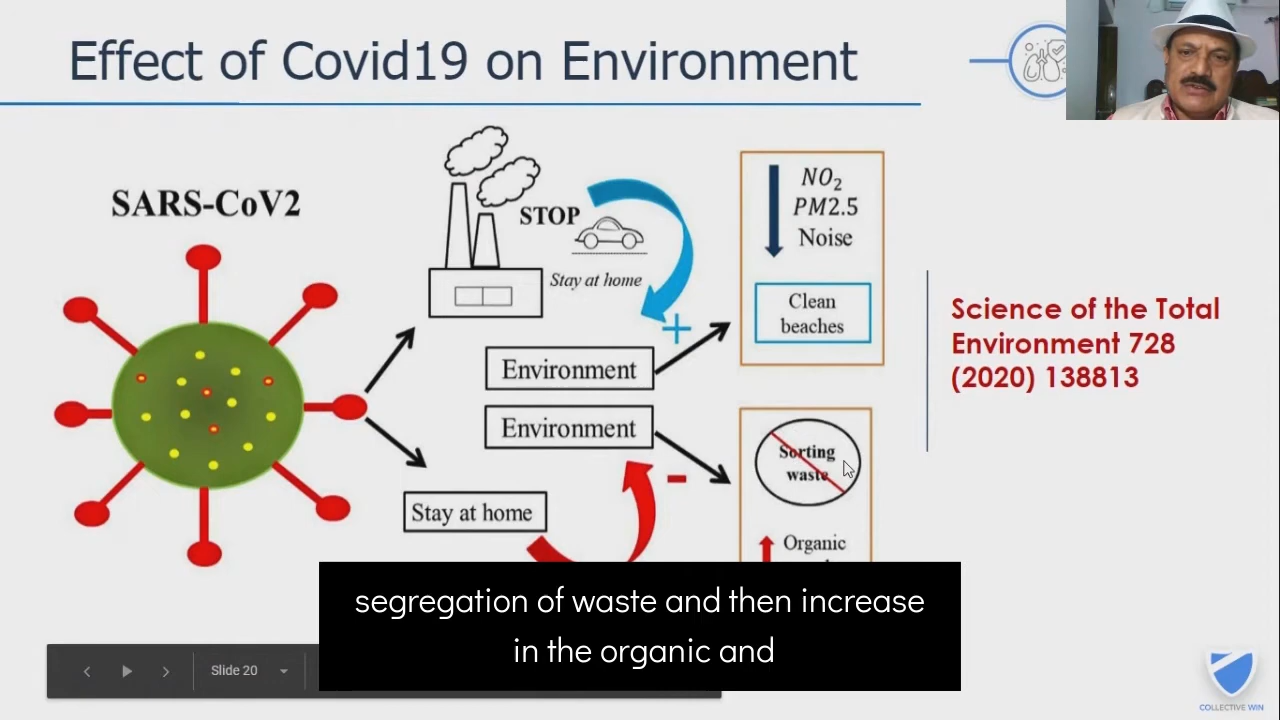 Effect of Covid19 on Environment
SARS-CoV2
STOP
Stay at home
NO₂
PM2.5
Noise
Clean
beaches
+
Environment
Environment
-
Stay at home
Sorting
waste
Organic
Science of the Total
Environment 728
(2020) 138813
segregation of waste and then increase
in the organic and
Slide 20
COLLECTIVE WIN